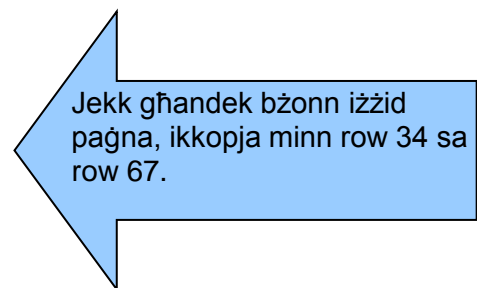 Jekk għandek bżonn iżżid
paġna, ikkopja minn row 34 sa
row 67.